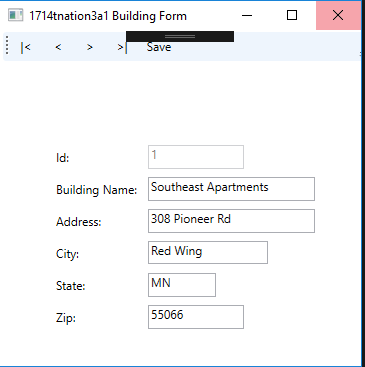 1714tnation3a1 Building Form
|< < > >| Save
Id: 1
Building Name: Southeast Apartments
Address: 308 Pioneer Rd
City: Red Wing
State: MN
Zip: 55066